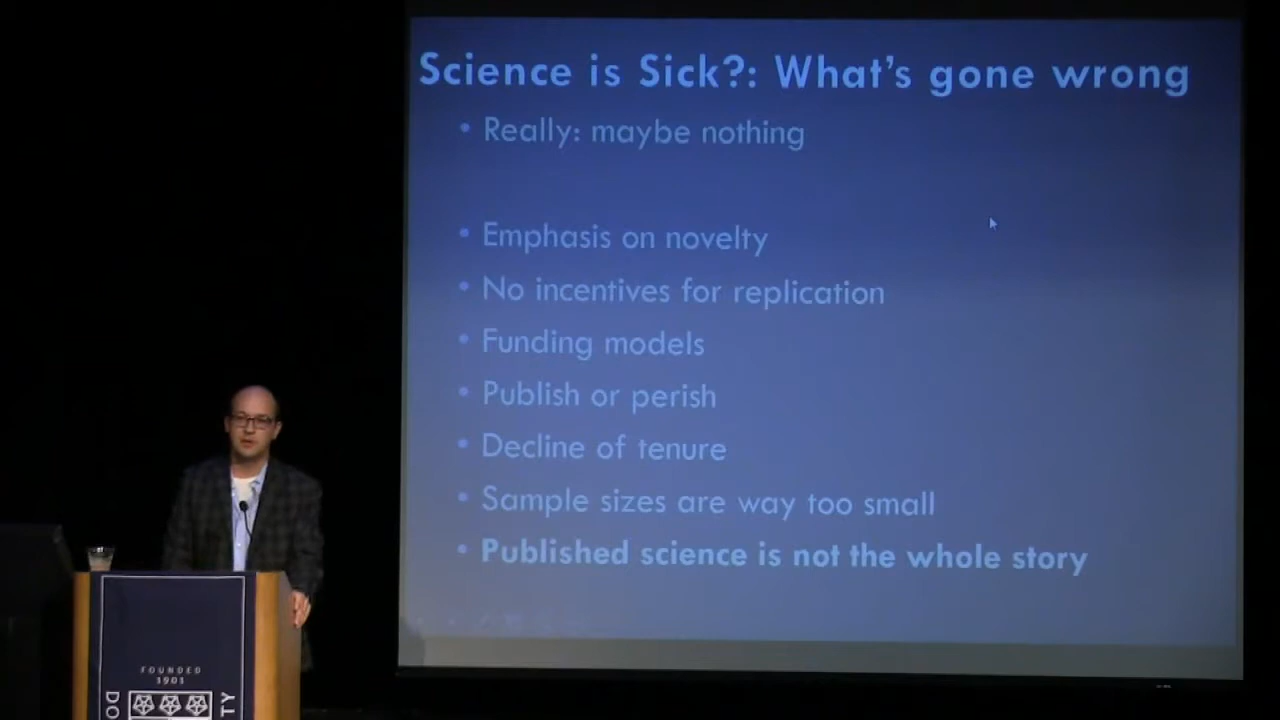 Science is Sick?: What's gone wrong
• Really: maybe nothing
• Emphasis on novelty
• No incentives for replication
• Funding models
• Publish or perish
• Decline of tenure
• Sample sizes are way too small
• Published science is not the whole story
FOUNDED
1901
DO
TY